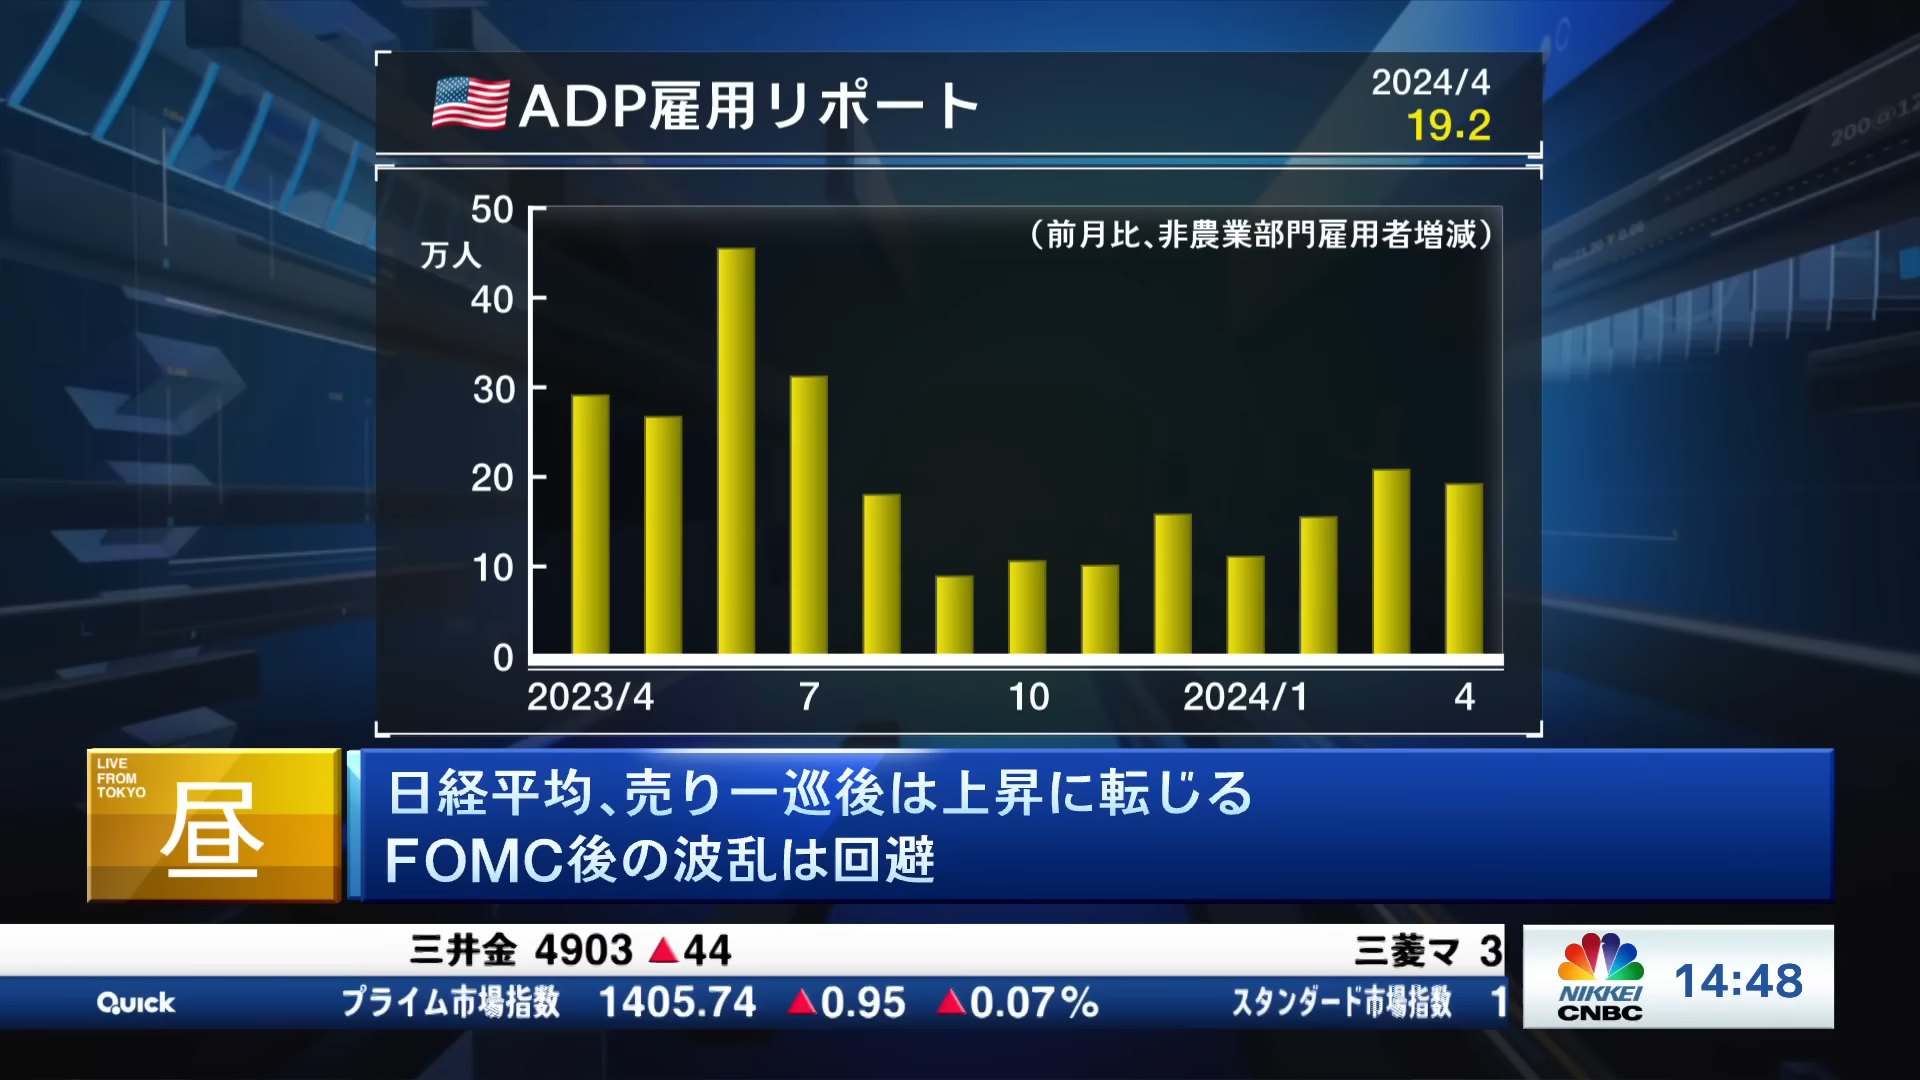 ADP雇用リポート
2024/4
19.2
50
万人
(前月比、非農業部門雇用者増減)
40
30
20
10
0
2023/4 7 10 2024/1 4
LIVE
FROM
TOKYO
昼
日経平均、売り一巡後は上昇に転じる
FOMC後の波乱は回避
三井金 4903 ▲44 三菱マ 3
QUICK プライム市場指数 1405.74 ▲0.95 ▲0.07% スタンダード市場指数 1
NIKKEI
CNBC
14:48